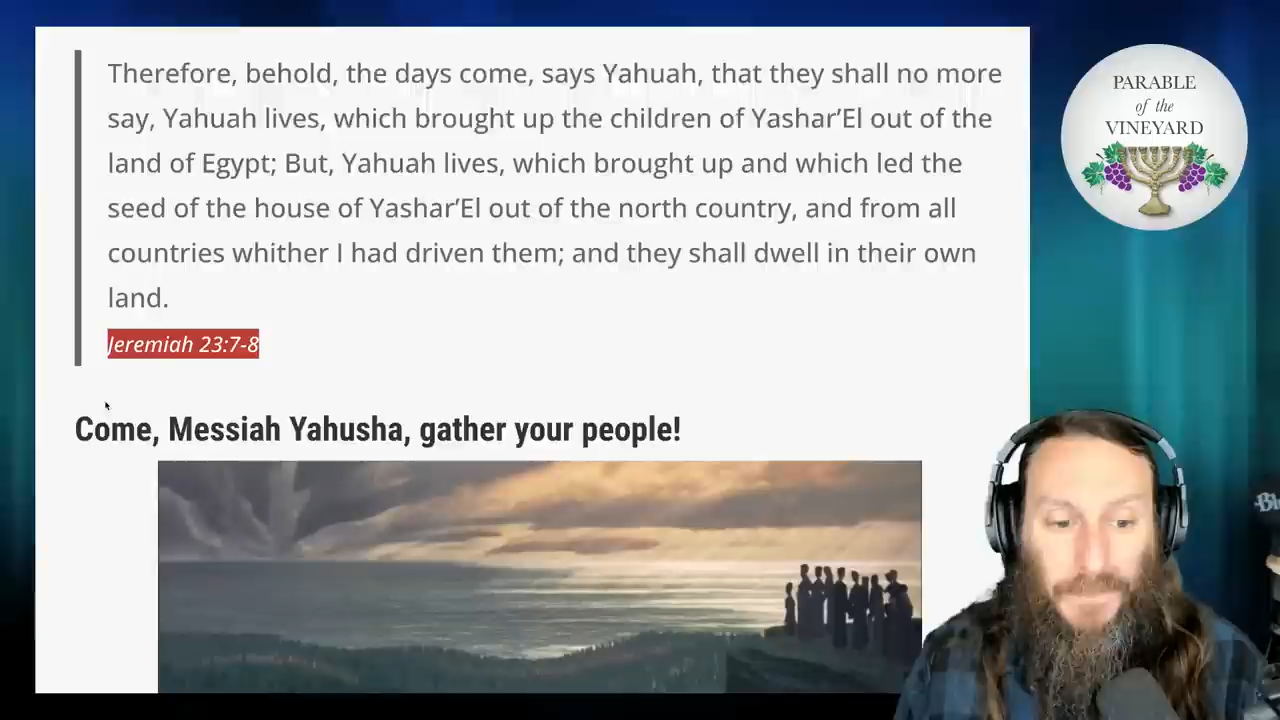 Therefore, behold, the days come, says Yahuah, that they shall no more
say, Yahuah lives, which brought up the children of Yashar’El out of the
land of Egypt; But, Yahuah lives, which brought up and which led the
seed of the house of Yashar’El out of the north country, and from all
countries whither I had driven them; and they shall dwell in their own
land.
Jeremiah 23:7-8
Come, Messiah Yahusha, gather your people!
PARABLE
of the
VINEYARD